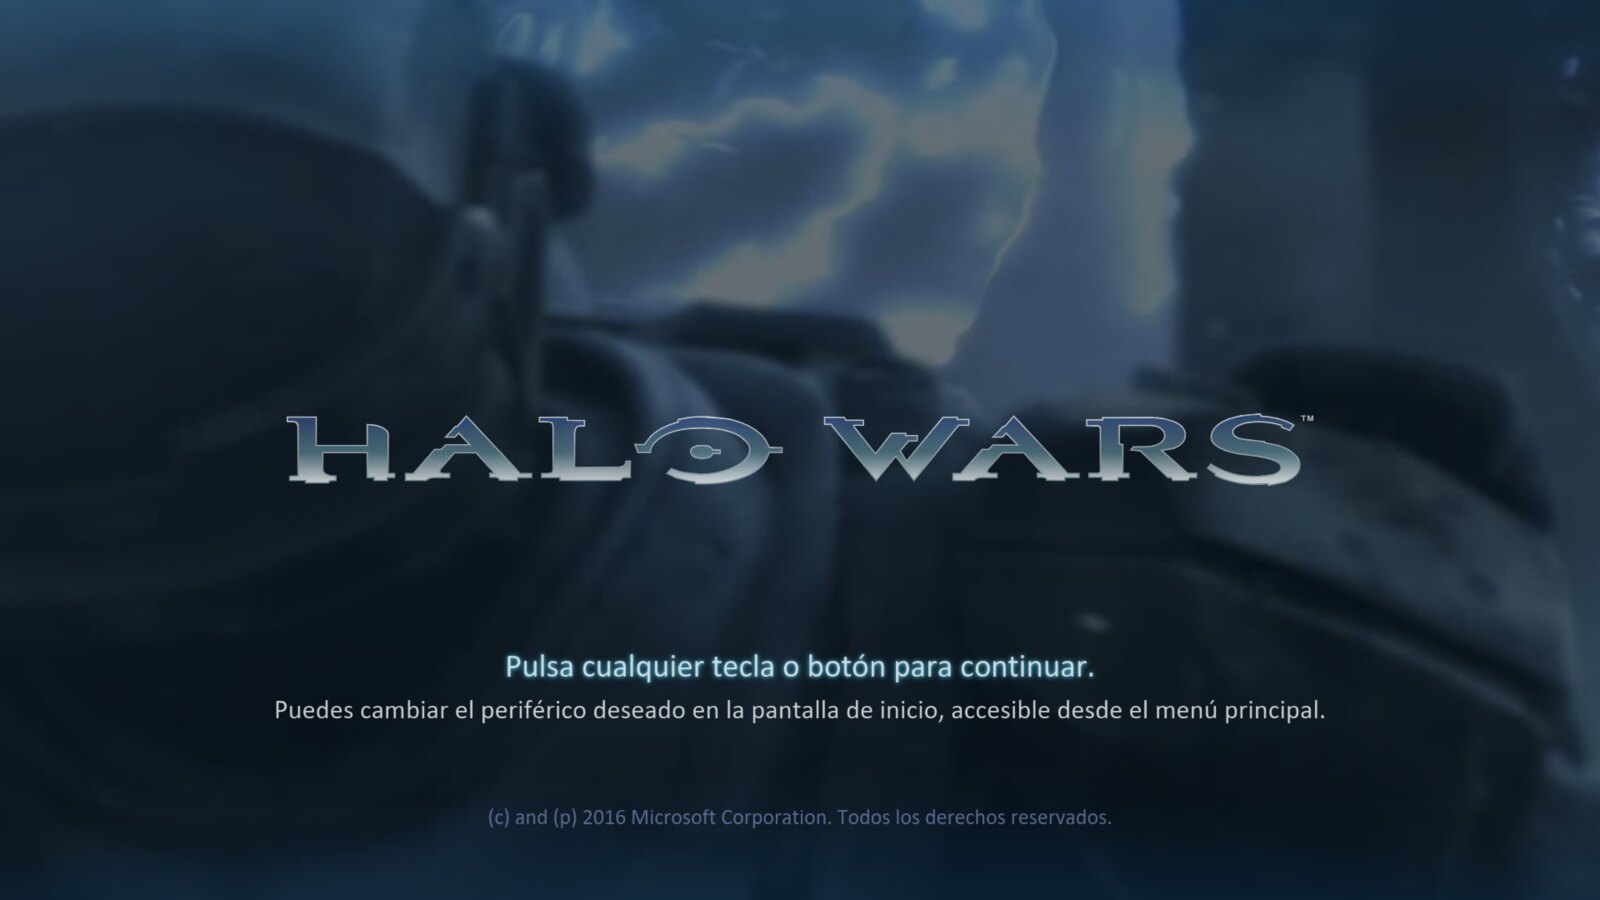 HALO WARS™
Pulsa cualquier tecla o botón para continuar.
Puedes cambiar el periférico deseado en la pantalla de inicio, accesible desde el menú principal.
(c) and (p) 2016 Microsoft Corporation. Todos los derechos reservados.